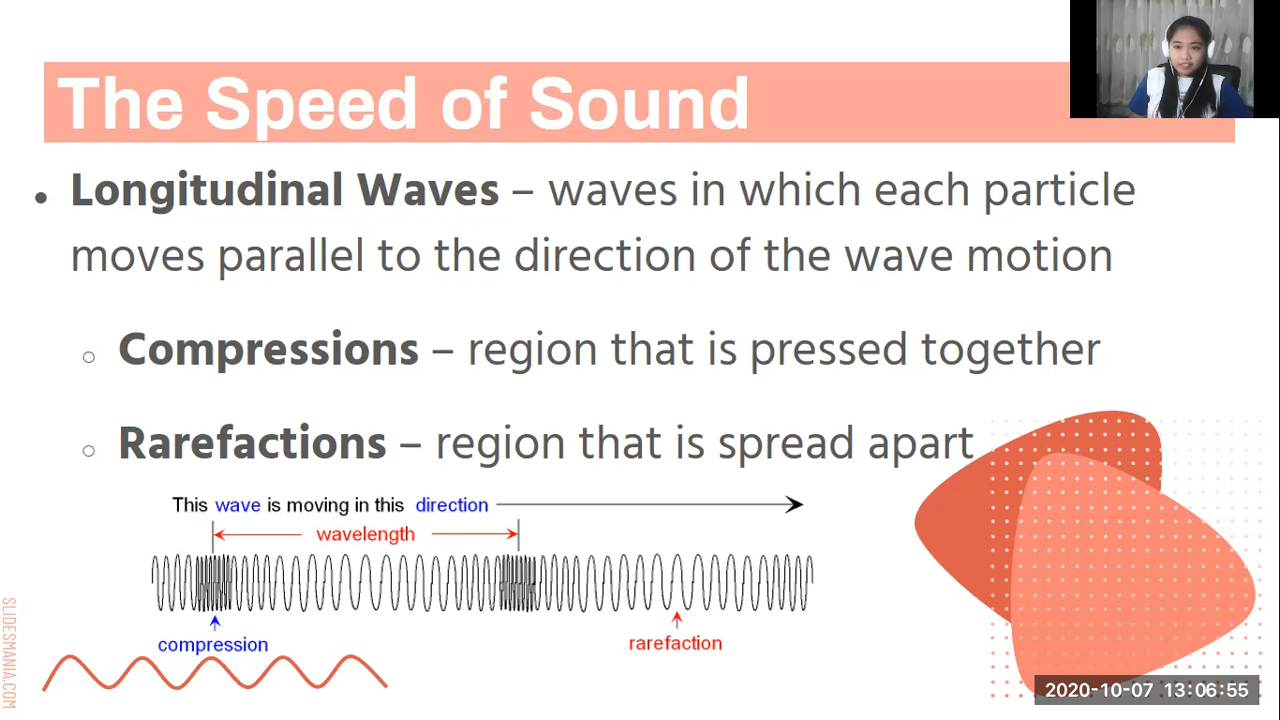 The Speed of Sound
• Longitudinal Waves – waves in which each particle
moves parallel to the direction of the wave motion
○ Compressions – region that is pressed together
○ Rarefactions – region that is spread apart
This wave is moving in this direction
wavelength
compression
rarefaction
SLIDESMANIA.COM
2020-10-07 13:06:55